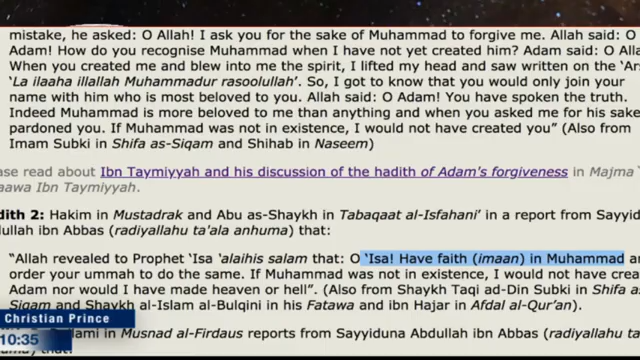 mistake, he asked: O Allah! I ask you for the sake of Muhammad to forgive me. Allah said: O
Adam! How do you recognise Muhammad when I have not yet created him? Adam said: O Alla
When you created me and blew into me the spirit, I lifted my head and saw written on the 'Ars
'La ilaaha illallah Muhammadur rasoolullah'. So, I got to know that you would only join your
name with him who is most beloved to you. Allah said: O Adam! You have spoken the truth.
Indeed Muhammad is more beloved to me than anything and when you asked me for his sake
pardoned you. If Muhammad was not in existence, I would not have created you" (Also from
Imam Subki in Shifa as-Siqam and Shihab in Naseem)
ase read about Ibn Taymiyyah and his discussion of the hadith of Adam's forgiveness in Majma
aawa Ibn Taymiyyah.
dith 2: Hakim in Mustadrak and Abu as-Shaykh in Tabaqaat al-Isfahani' in a report from Sayyid
dullah ibn Abbas (radiyallahu ta'ala anhuma) that:
"Allah revealed to Prophet 'Isa 'alaihis salam that: O 'Isa! Have faith (imaan) in Muhammad an
order your ummah to do the same. If Muhammad was not in existence, I would not have crea
Adam nor would I have made heaven or hell". (Also from Shaykh Taqi ad-Din Subki in Shifa as
Siqam and Shaykh al-Islam al-Bulqini in his Fatawa and ibn Hajar in Afdal al-Qur'an).
Christian Prince
lami in Musnad al-Firdaus reports from Sayyiduna Abdullah ibn Abbas (radiyallahu ta
10:35
that: